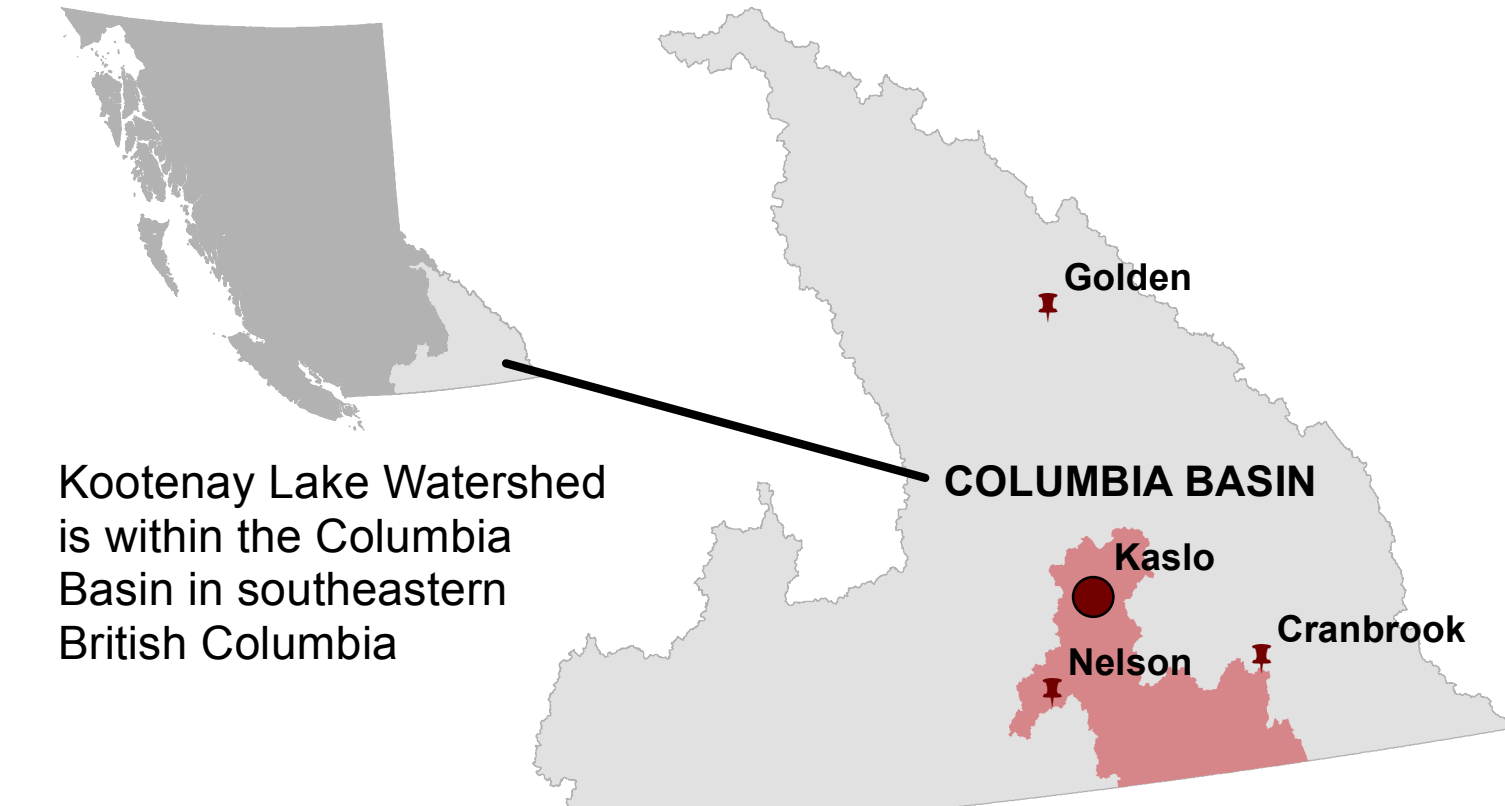 Golden
COLUMBIA BASIN
Kootenay Lake Watershed
is within the Columbia
Basin in southeastern
British Columbia
Kaslo
Cranbrook
Nelson